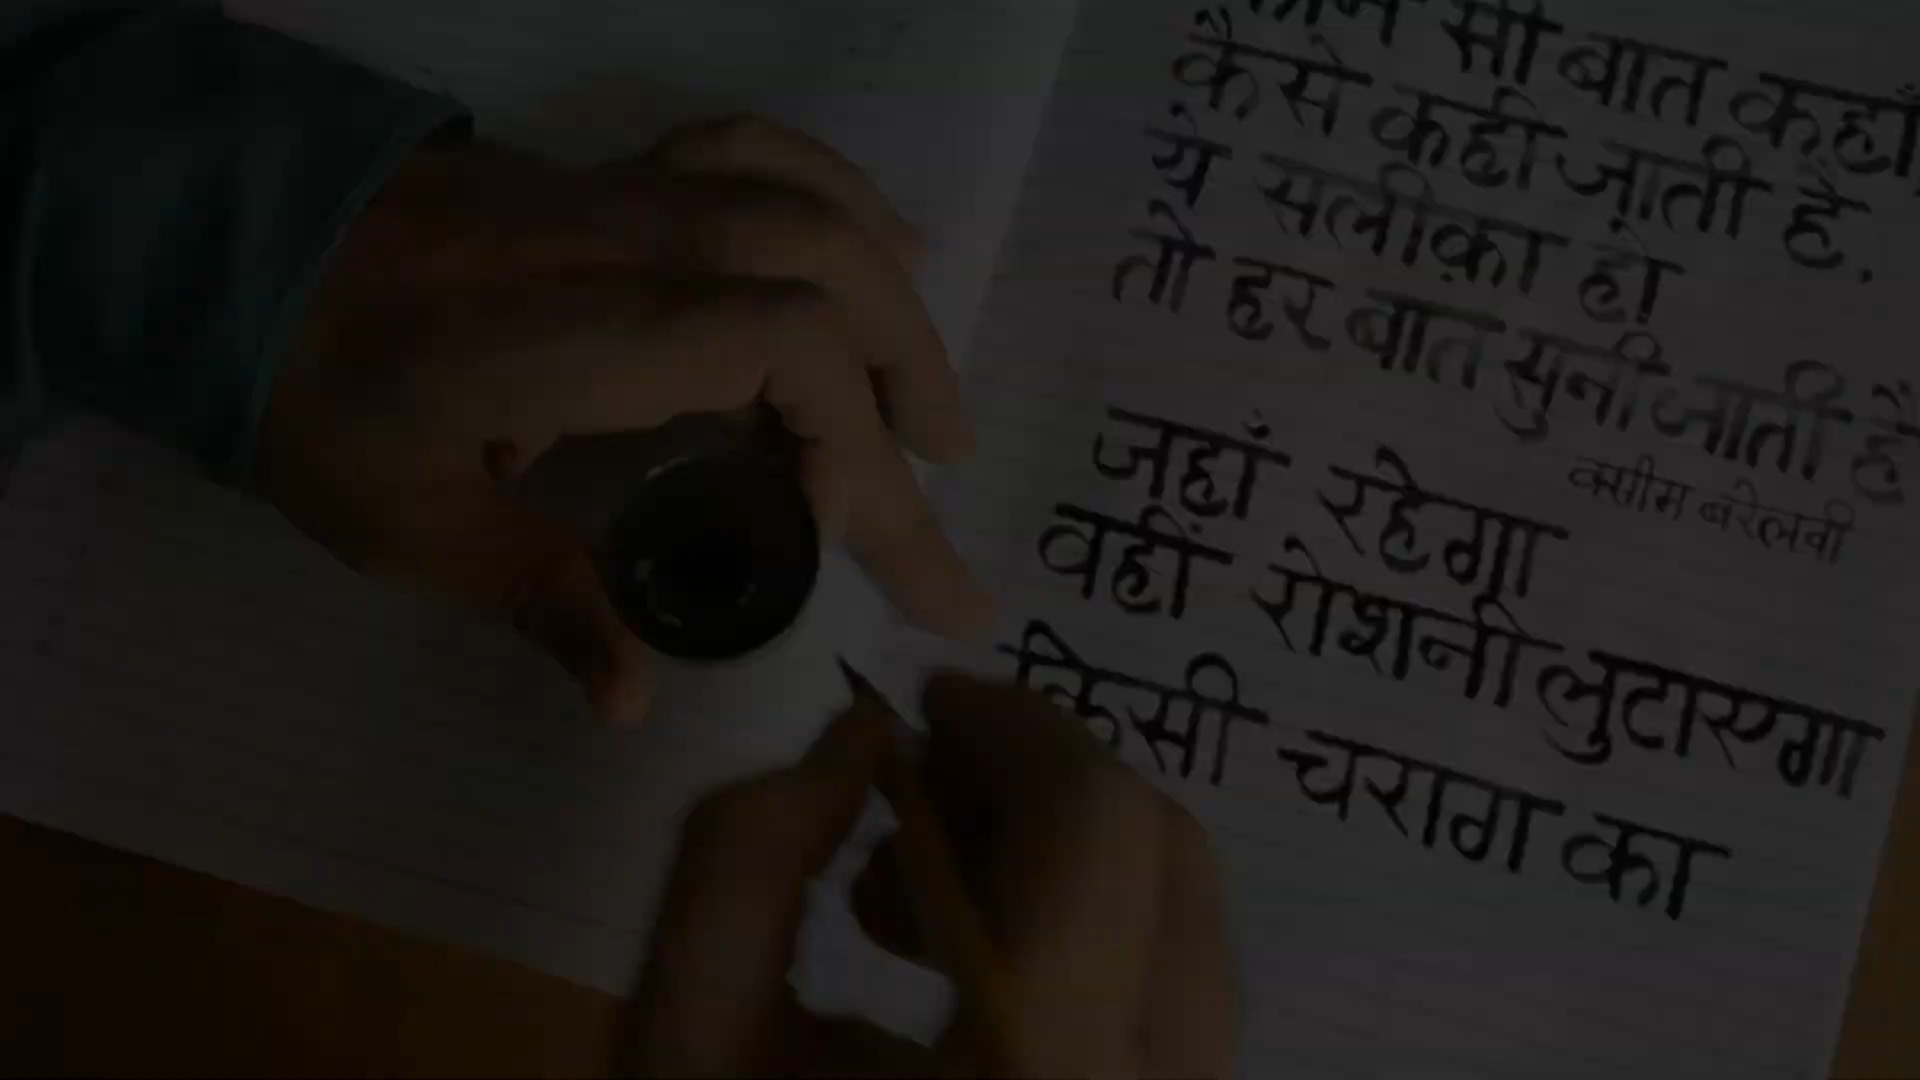 सी बात कहाँ,
कैसे कही जाती है,
ये सलीक़ा हो
तो हर बात सुनी जाती है
वसीम बरेलवी
जहाँ रहेगा
वहीं रोशनी लुटाएगा
किसी चराग का